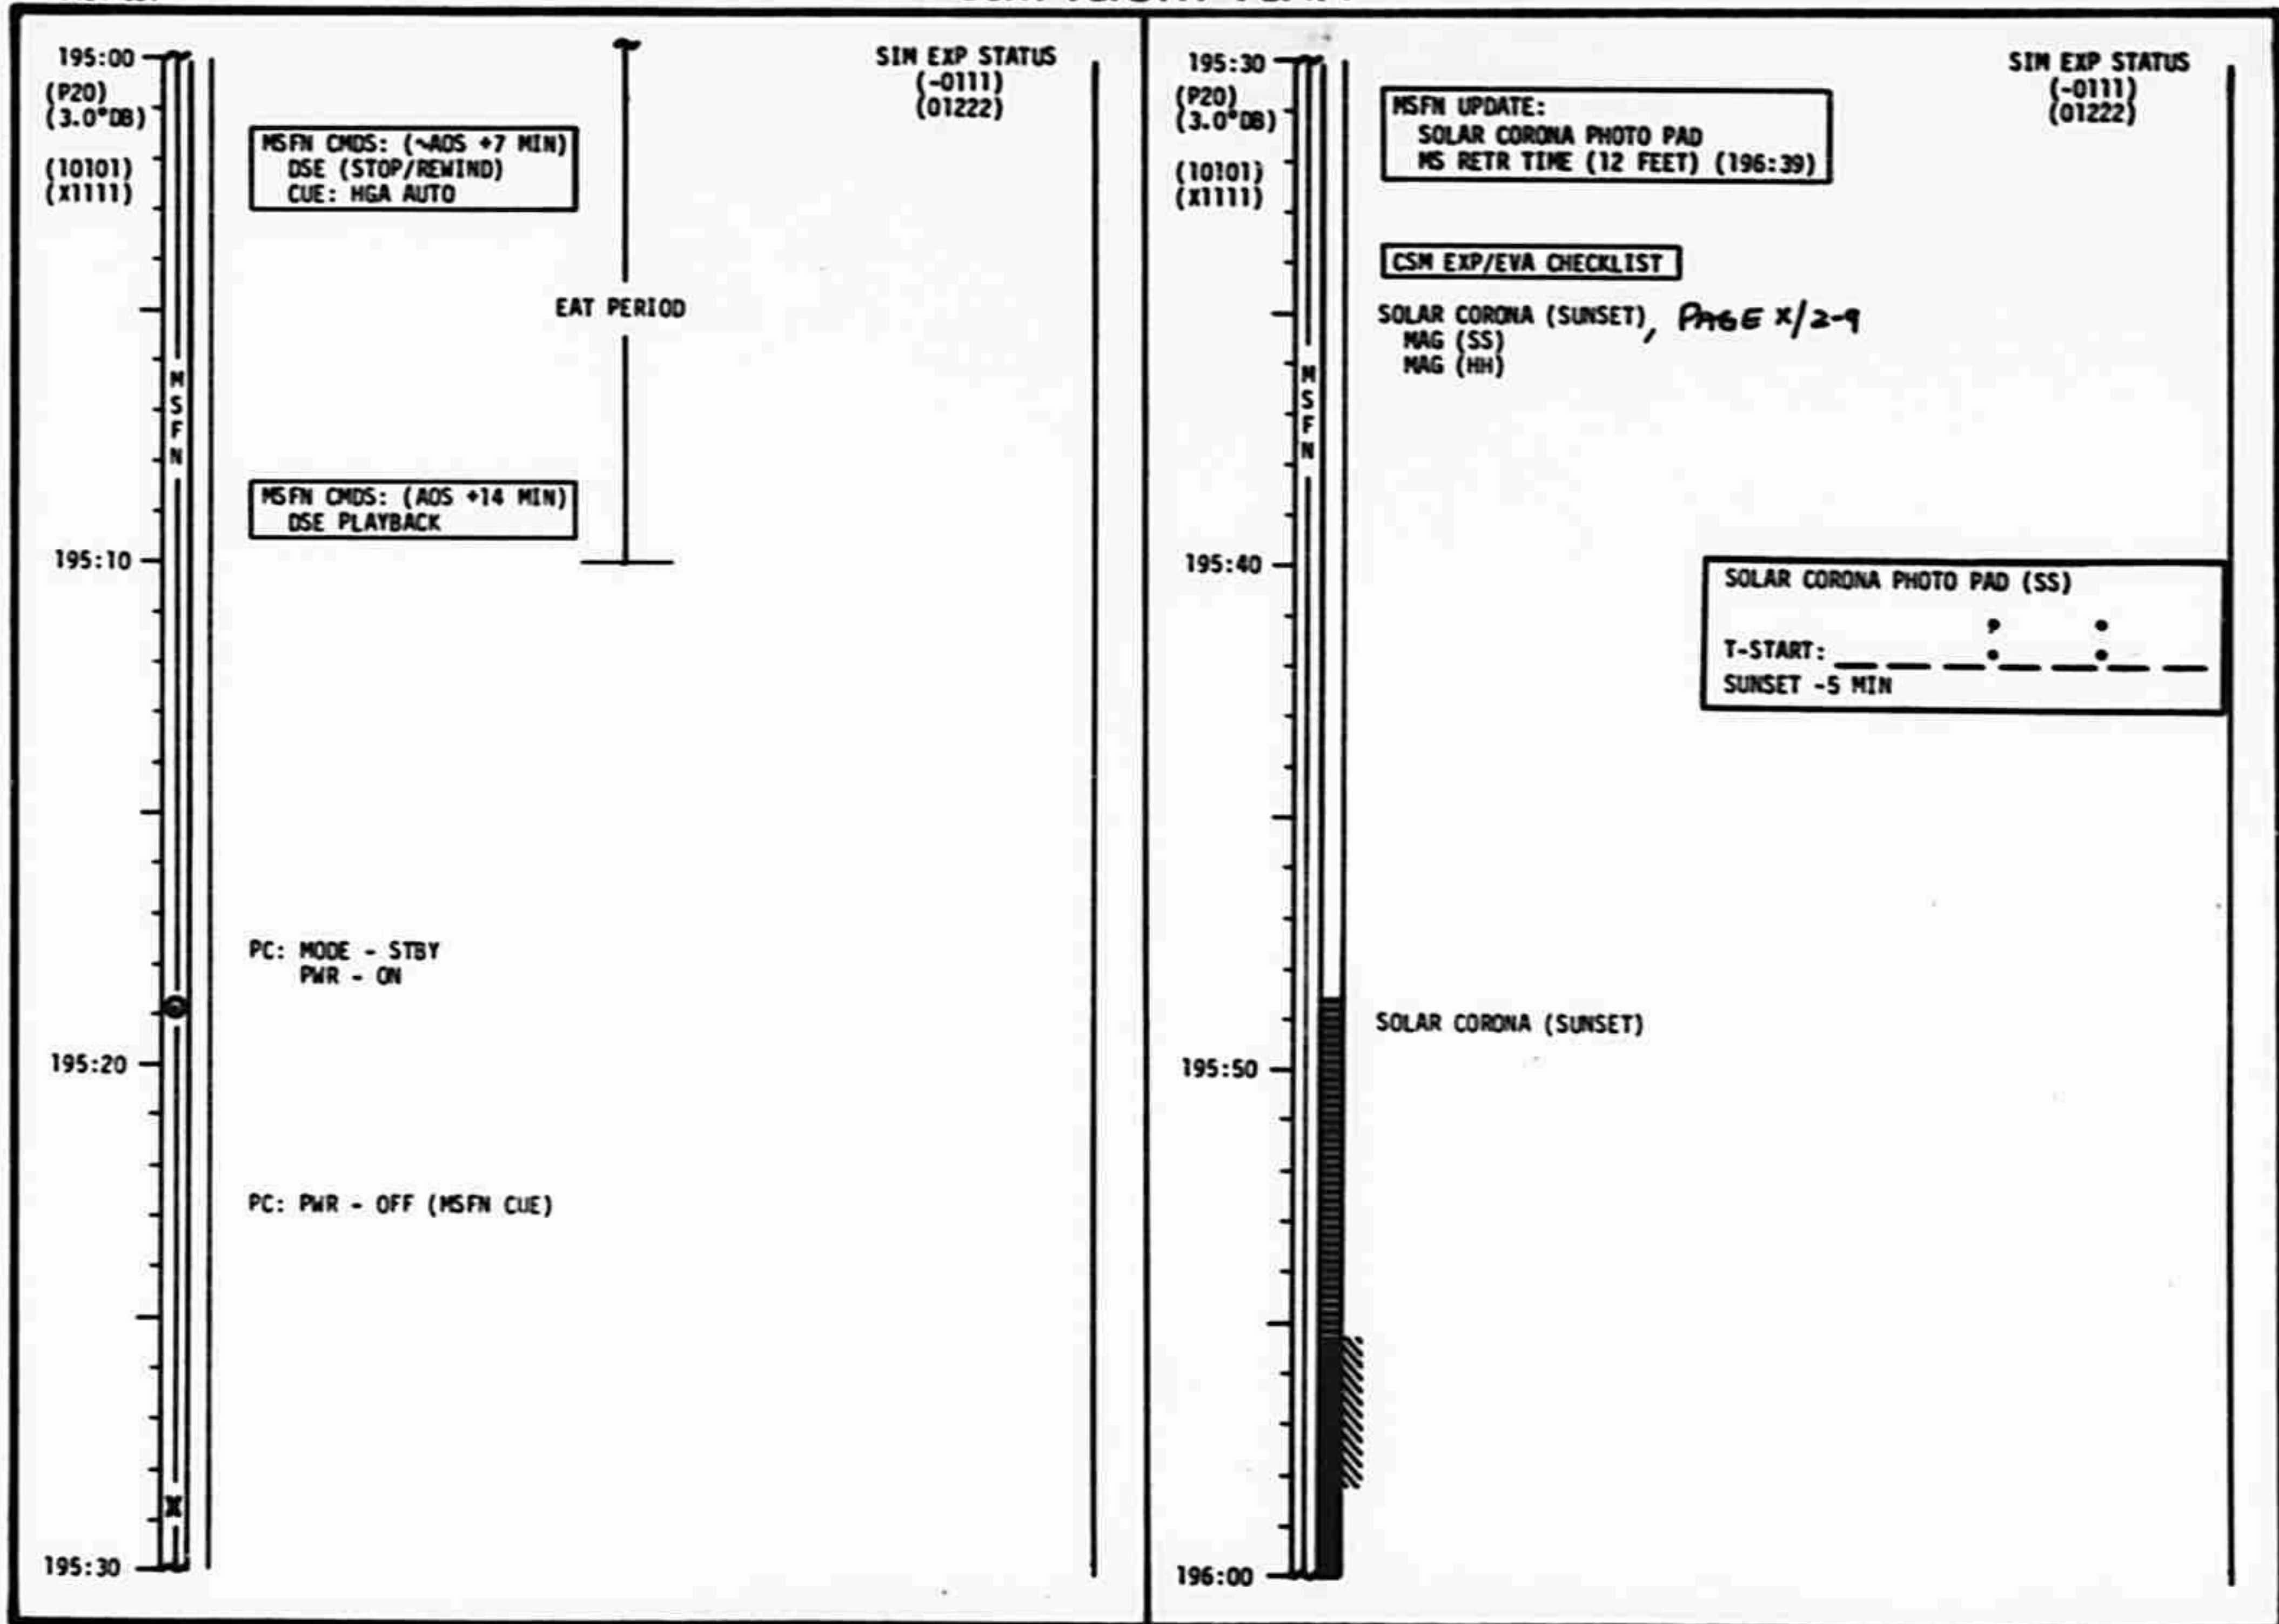 195:00
(P20)
(3.0°DB)
(10101)
(X1111)
MSFN CMDS: (~AOS +7 MIN)
DSE (STOP/REWIND)
CUE: HGA AUTO
SIM EXP STATUS
(-0111)
(01222)
EAT PERIOD
M
S
F
N
MSFN CMDS: (AOS +14 MIN)
DSE PLAYBACK
195:10
PC: MODE - STBY
PWR - ON
195:20
PC: PWR - OFF (MSFN CUE)
X
195:30
195:30
(P20)
(3.0°DB)
(10101)
(X1111)
MSFN UPDATE:
SOLAR CORONA PHOTO PAD
MS RETR TIME (12 FEET) (196:39)
SIM EXP STATUS
(-0111)
(01222)
CSM EXP/EVA CHECKLIST
SOLAR CORONA (SUNSET), PAGE X/2-9
MAG (SS)
MAG (HH)
M
S
F
N
195:40
SOLAR CORONA PHOTO PAD (SS)
T-START: _ _ _ : _ _ : _ _
SUNSET -5 MIN
SOLAR CORONA (SUNSET)
195:50
196:00